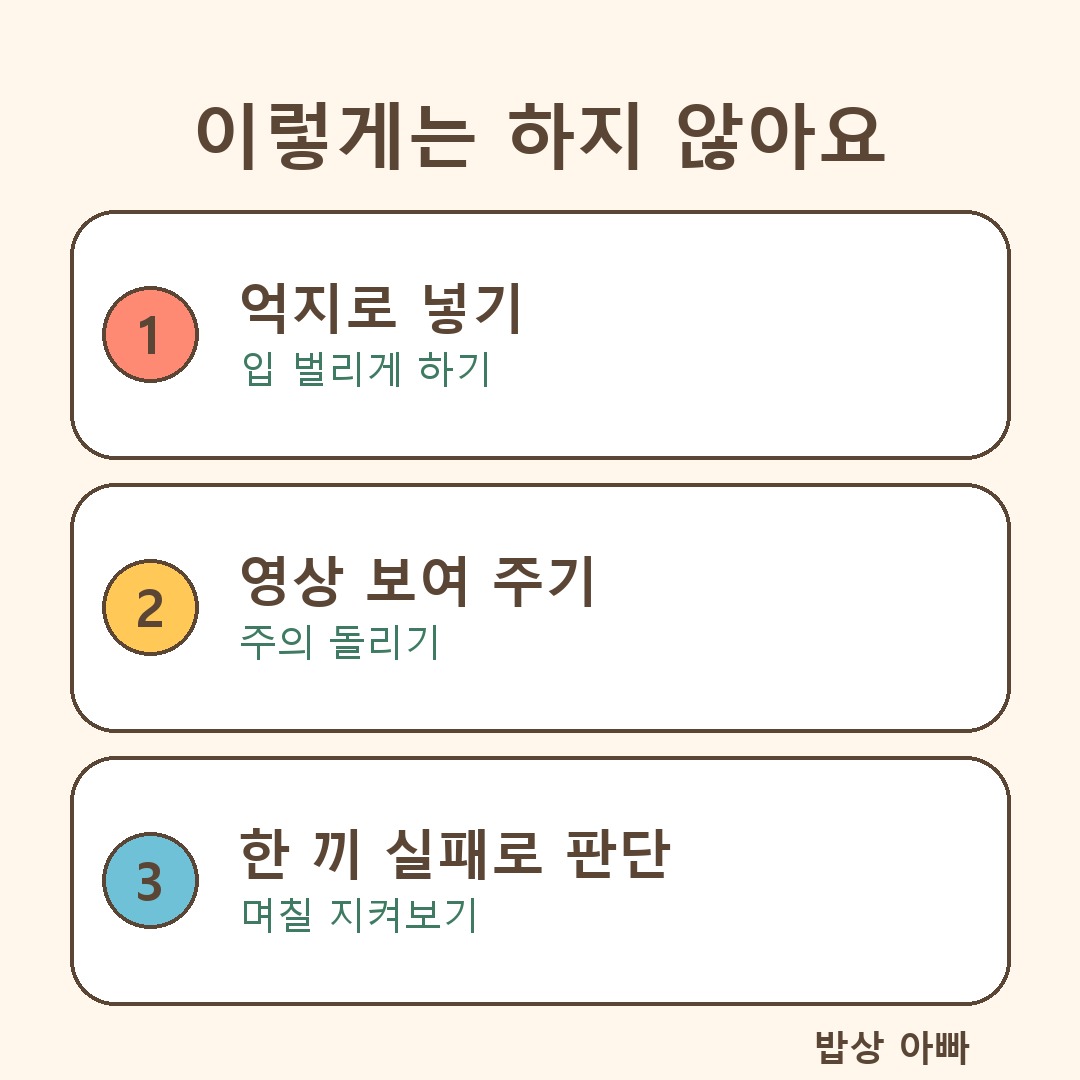 이렇게는 하지 않아요
1
억지로 넣기
입 벌리게 하기
2
영상 보여 주기
주의 돌리기
3
한 끼 실패로 판단
며칠 지켜보기
밥상 아빠